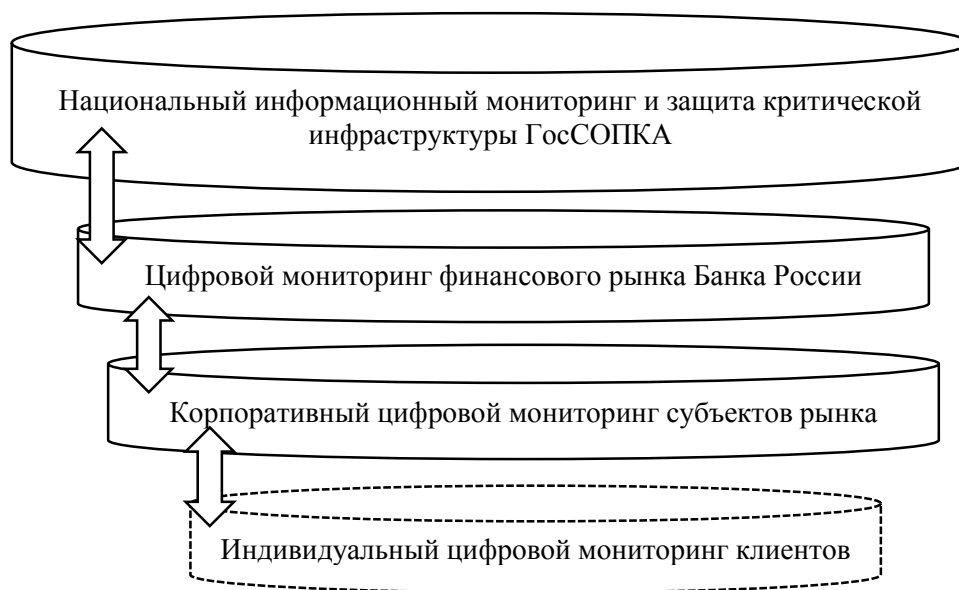 Национальный информационный мониторинг и защита критической
инфраструктуры ГосСОПКА
Цифровой мониторинг финансового рынка Банка России
Корпоративный цифровой мониторинг субъектов рынка
Индивидуальный цифровой мониторинг клиентов